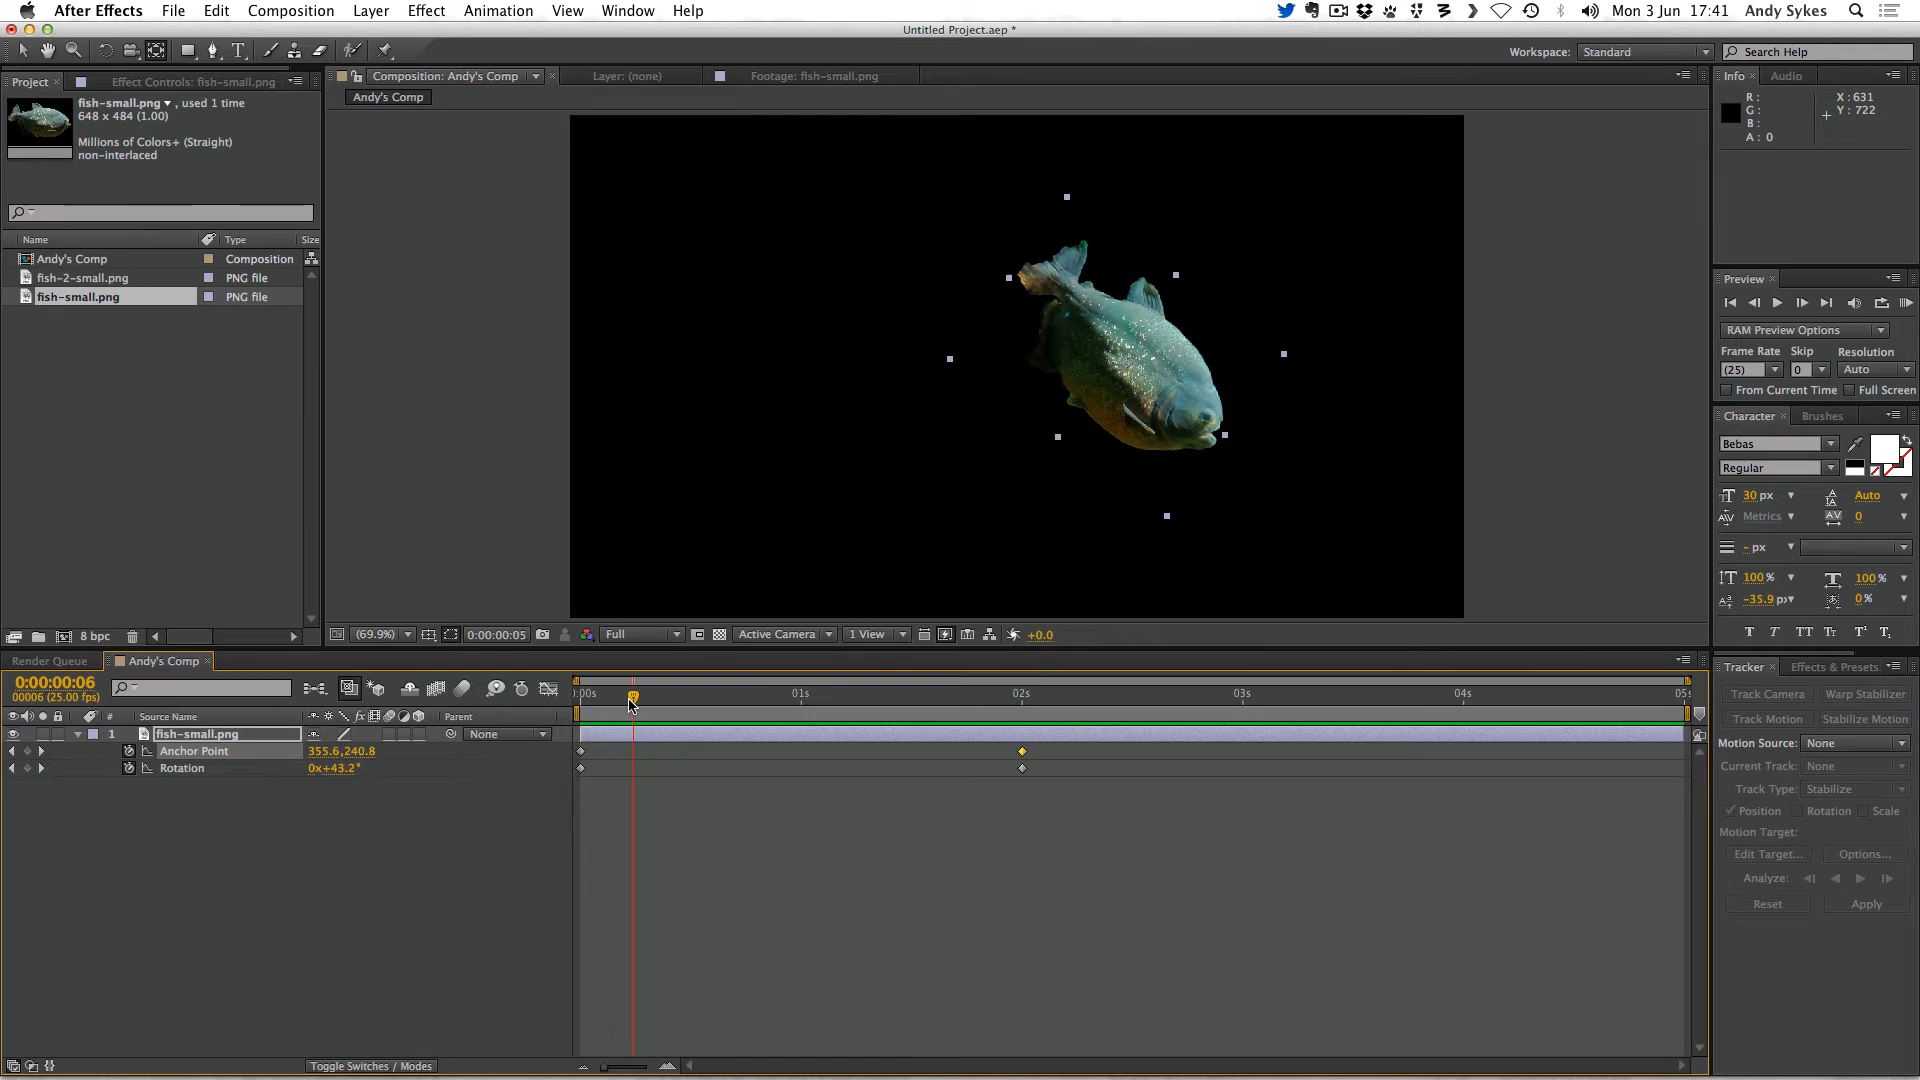 After Effects File Edit Composition Layer Effect Animation View Window Help Mon 3 Jun 17:41 Andy Sykes
Untitled Project.aep *
Workspace: Standard Search Help
Project Effect Controls: fish-small.png
Composition: Andy's Comp Layer: (none) Footage: fish-small.png
Andy's Comp
fish-small.png , used 1 time
648 x 484 (1.00)
Millions of Colors+ (Straight)
non-interlaced
Name Type Size
Andy's Comp Composition
fish-2-small.png PNG file
fish-small.png PNG file
8 bpc
(69.9%) 0:00:00:05 Full Active Camera 1 View +0.0
Info Audio
R: X: 631
G: Y: 722
B:
A: 0
Preview
RAM Preview Options
Frame Rate Skip Resolution
(25) 0 Auto
From Current Time Full Screen
Character Brushes
Bebas
Regular
30 px Auto
Metrics 0
- px
100 % 100 %
-35.9 px 0 %
T T TT Tr T¹ T₁
Render Queue Andy's Comp
0:00:00:06
00006 (25.00 fps)
# Source Name Parent
1 fish-small.png None
Anchor Point 355.6,240.8
Rotation 0x+43.2°
:00s 01s 02s 03s 04s 05s
Toggle Switches / Modes
Tracker Effects & Presets
Track Camera Warp Stabilizer
Track Motion Stabilize Motion
Motion Source: None
Current Track: None
Track Type: Stabilize
Position Rotation Scale
Motion Target:
Edit Target... Options...
Analyze:
Reset Apply